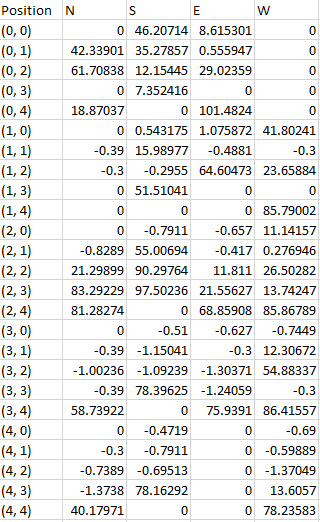 Position N S E W
(0, 0) 0 46.20714 8.615301 0
(0, 1) 42.33901 35.27857 0.555947 0
(0, 2) 61.70838 12.15445 29.02359 0
(0, 3) 0 7.352416 0 0
(0, 4) 18.87037 0 101.4824 0
(1, 0) 0 0.543175 1.075872 41.80241
(1, 1) -0.39 15.98977 -0.4881 -0.3
(1, 2) -0.3 -0.2955 64.60473 23.65884
(1, 3) 0 51.51041 0 0
(1, 4) 0 0 0 85.79002
(2, 0) 0 -0.7911 -0.657 11.14157
(2, 1) -0.8289 55.00694 -0.417 0.276946
(2, 2) 21.29899 90.29764 11.811 26.50282
(2, 3) 83.29229 97.50236 21.55627 13.74247
(2, 4) 81.28274 0 68.85908 85.86789
(3, 0) 0 -0.51 -0.627 -0.7449
(3, 1) -0.39 -1.15041 -0.3 12.30672
(3, 2) -1.00236 -1.09239 -1.30371 54.88337
(3, 3) -0.39 78.39625 -1.24059 -0.3
(3, 4) 58.73922 0 75.9391 86.41557
(4, 0) 0 -0.4719 0 -0.69
(4, 1) -0.3 -0.7911 0 -0.59889
(4, 2) -0.7389 -0.69513 0 -1.37049
(4, 3) -1.3738 78.16292 0 13.6057
(4, 4) 40.17971 0 0 78.23583